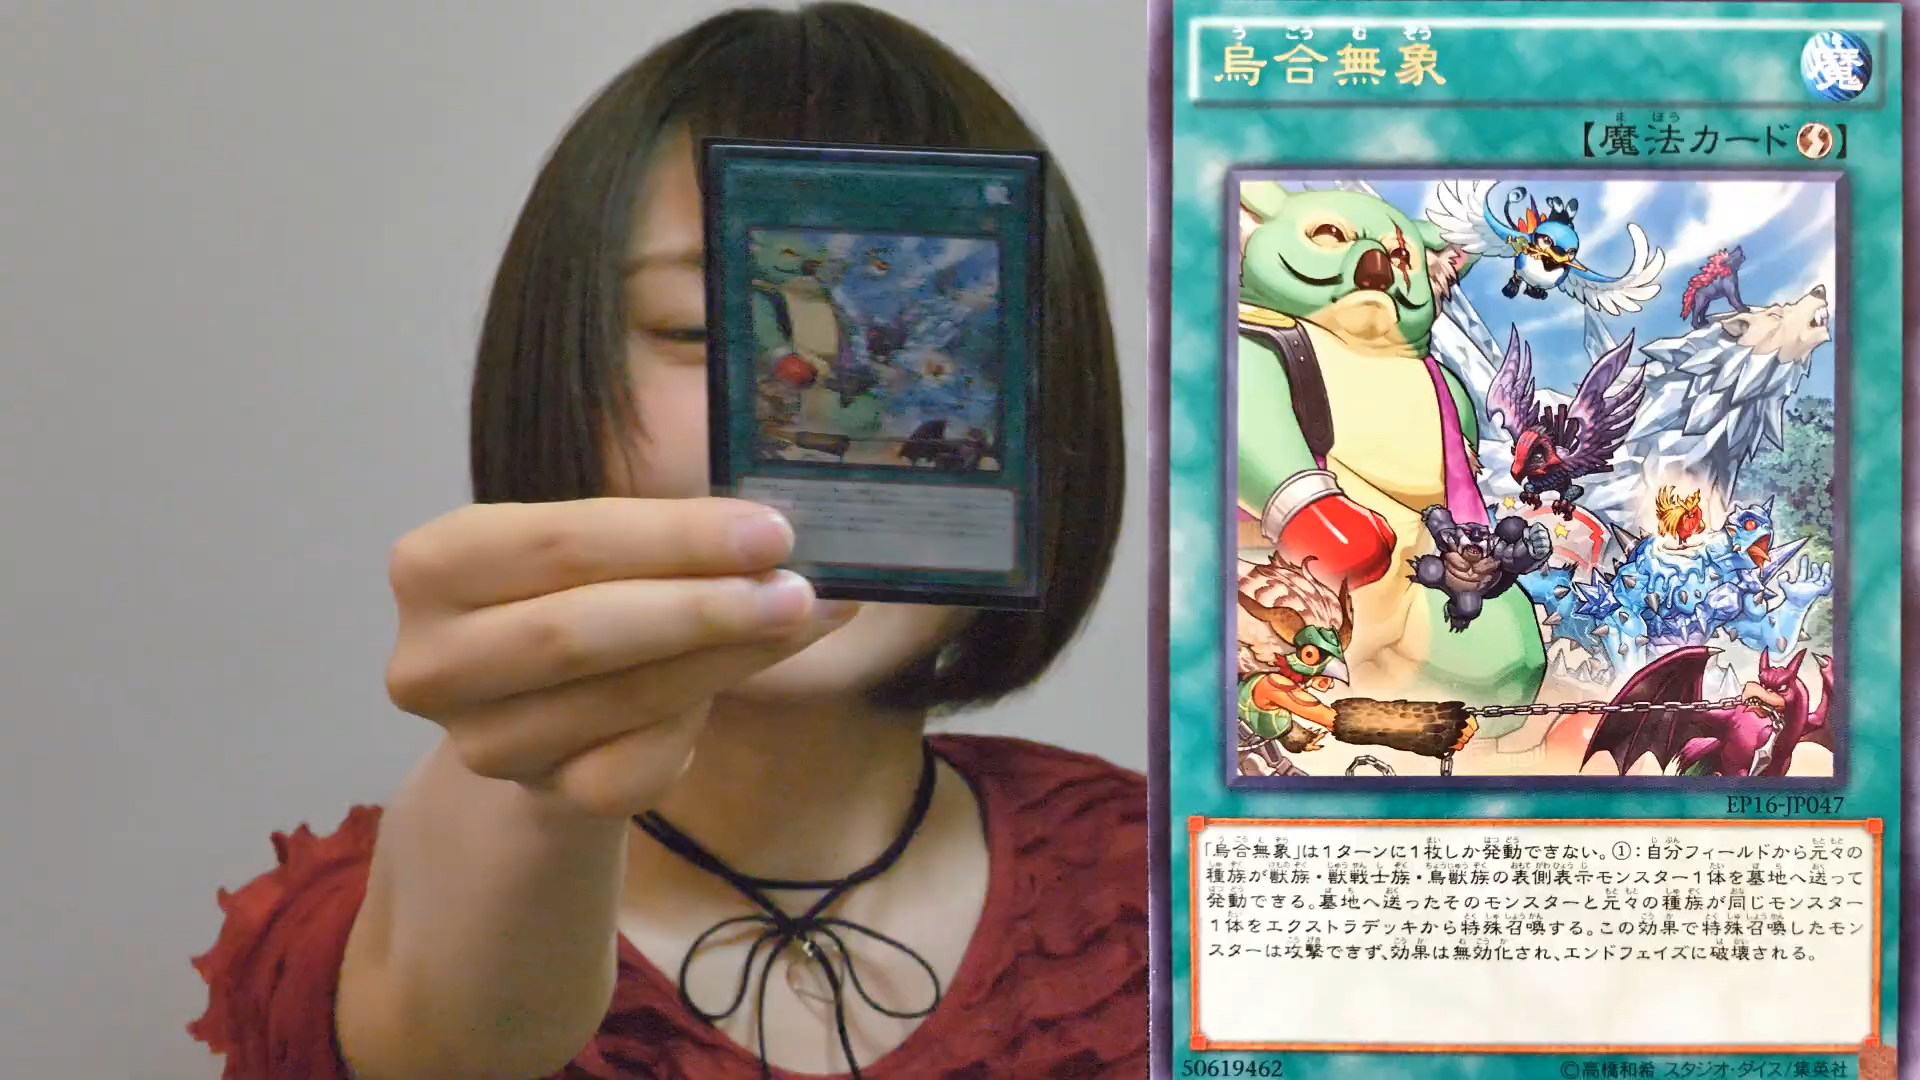 烏合無象
魔
【魔法カード】
EP16-JP047
「烏合無象」は1ターンに1枚しか発動できない。①：自分フィールドから元々の
種族が獣族・獣戦士族・鳥獣族の表側表示モンスター1体を墓地へ送って
発動できる。墓地へ送ったそのモンスターと元々の種族が同じモンスター
1体をエクストラデッキから特殊召喚する。この効果で特殊召喚したモン
スターは攻撃できず、効果は無効化され、エンドフェイズに破壊される。
50619462
©高橋和希 スタジオ・ダイス/集英社